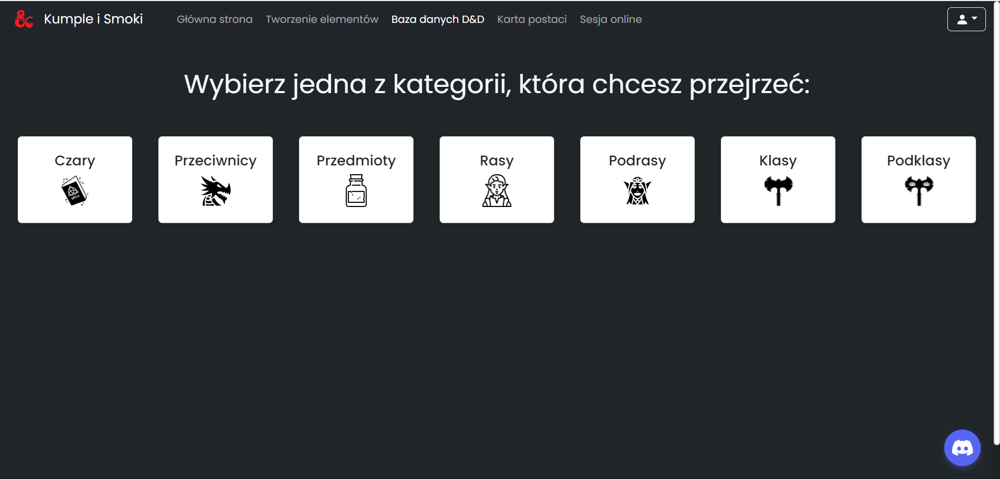 Kumple i Smoki
Główna strona
Tworzenie elementów
Baza danych D&D
Karta postaci
Sesja online
Wybierz jedna z kategorii, która chcesz przejrzeć:
Czary
Przeciwnicy
Przedmioty
Rasy
Podrasy
Klasy
Podklasy
SPELLS